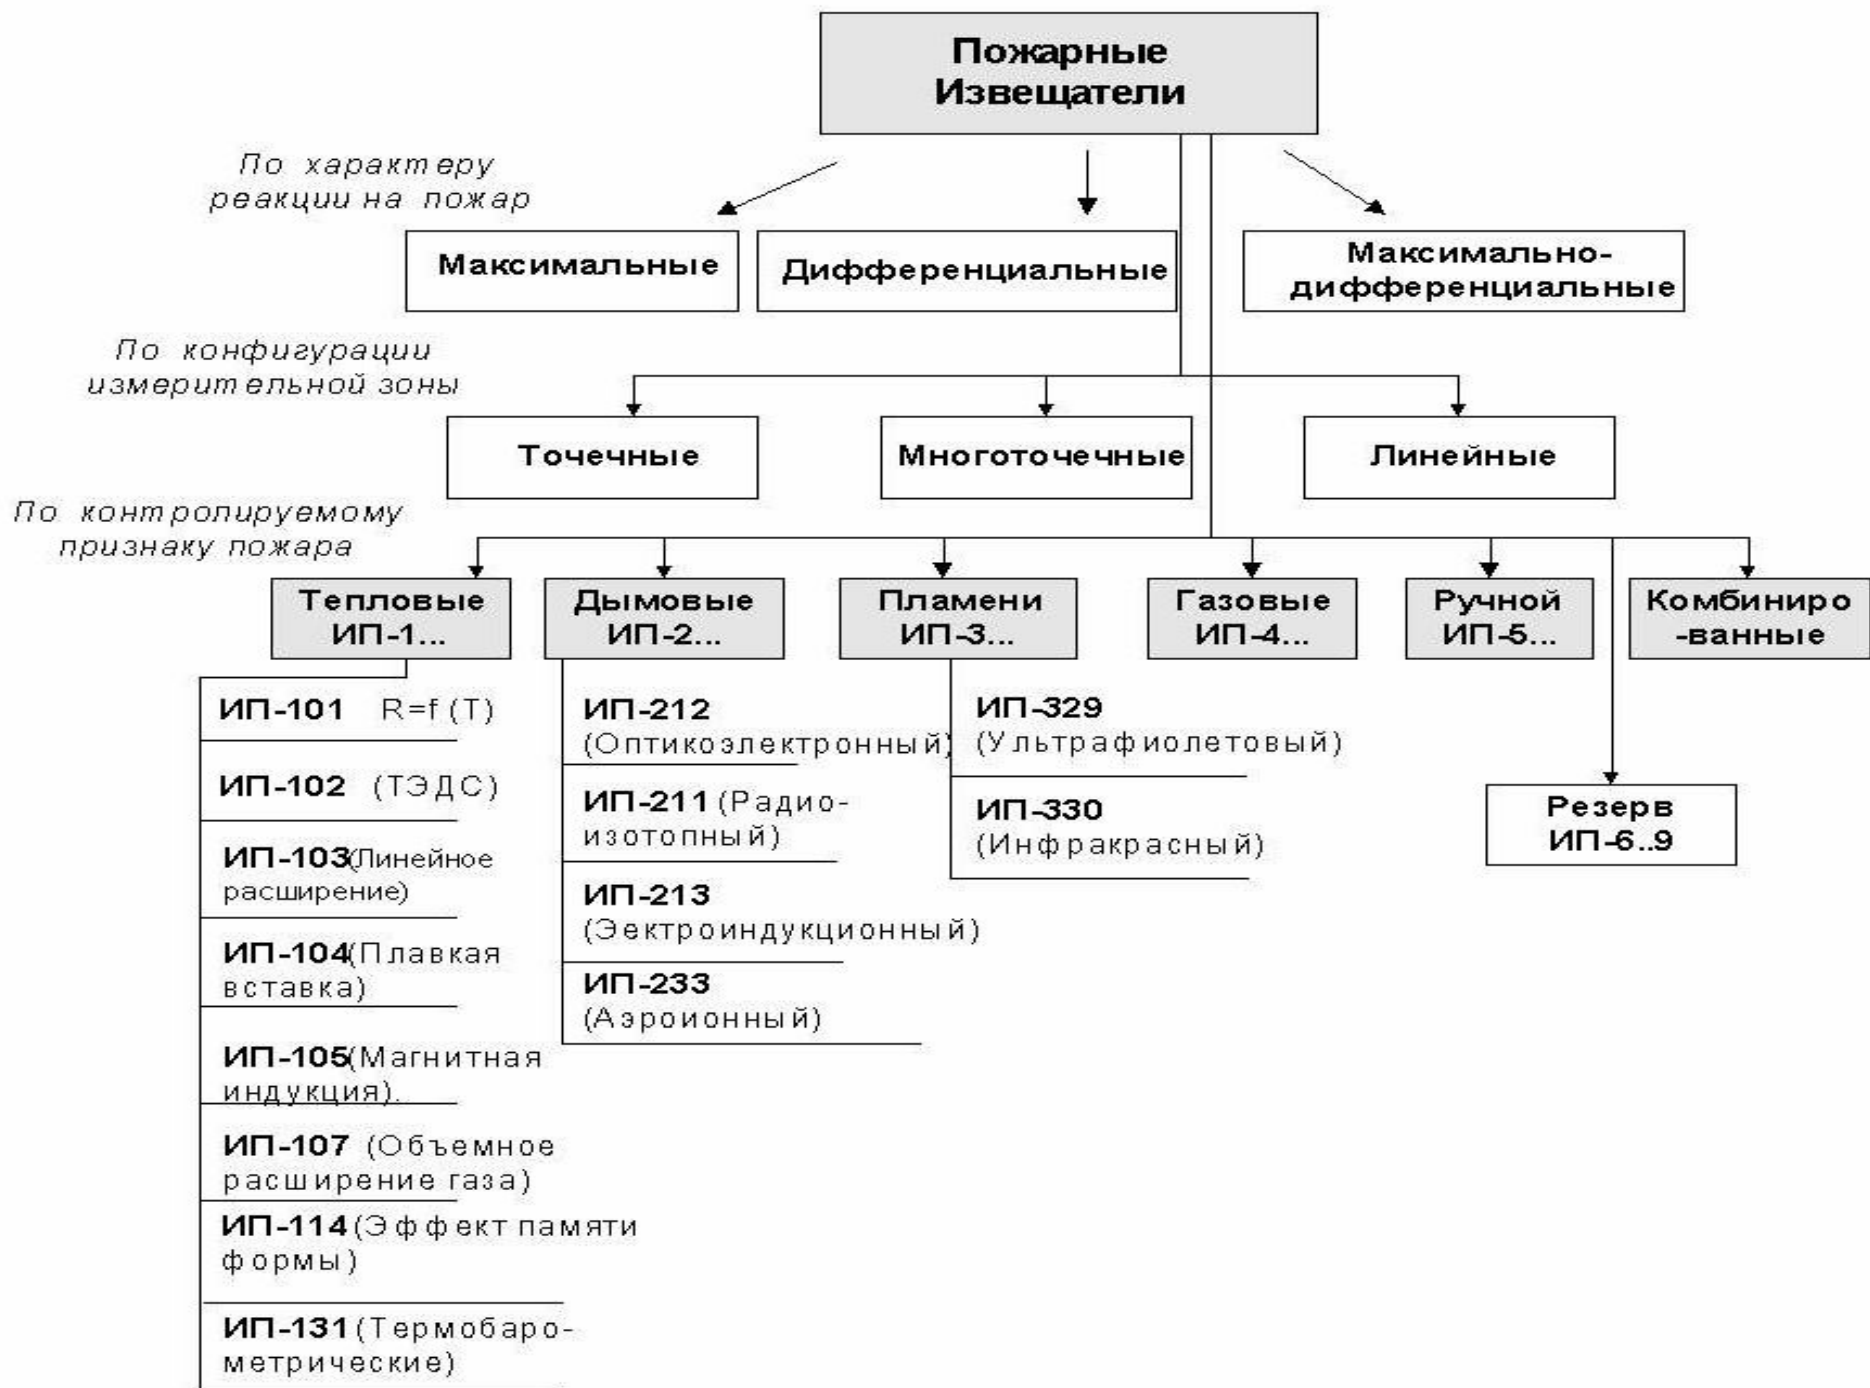 Пожарные
Извещатели
По характеру
реакции на пожар
Максимальные
Дифференциальные
Максимально-
дифференциальные
По конфигурации
измерительной зоны
Точечные
Многоточечные
Линейные
По контролируемому
признаку пожара
Тепловые
ИП-1...
Дымовые
ИП-2...
Пламени
ИП-3...
Газовые
ИП-4...
Ручной
ИП-5...
Комбиниро
-ванные
ИП-101 R=f (T)
ИП-102 (ТЭДС)
ИП-103(Линейное
расширение)
ИП-104(Плавкая
вставка)
ИП-105(Магнитная
индукция).
ИП-107 (Объемное
расширение газа)
ИП-114 (Эффект памяти
формы)
ИП-131 (Термобаро-
метрические)
ИП-212
(Оптикоэлектронный)
ИП-211 (Радио-
изотопный)
ИП-213
(Эектроиндукционный)
ИП-233
(Аэроионный)
ИП-329
(Ультрафиолетовый)
ИП-330
(Инфракрасный)
Резерв
ИП-6..9